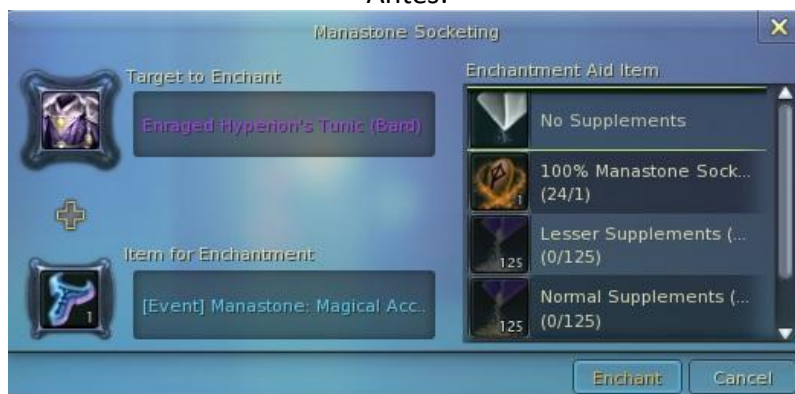 Antes:
Manastone Socketing
Target to Enchant
Enraged Hyperion's Tunic (Bard)
Item for Enchantment
1
[Event] Manastone: Magical Acc..
Enchantment Aid Item
No Supplements
100% Manastone Sock...
(24/1)
1
Lesser Supplements (...
(0/125)
125
Normal Supplements (...
(0/125)
125
Enchant
Cancel